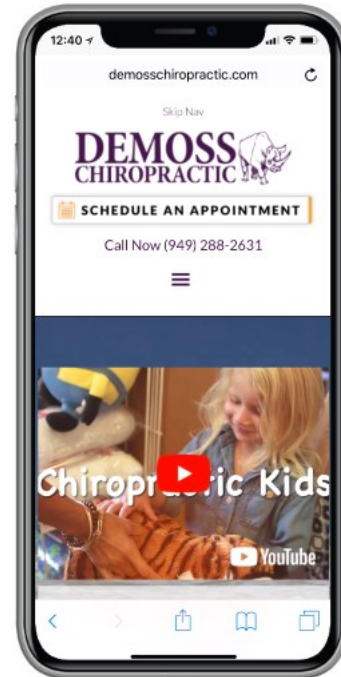 12:40
demosschiropractic.com
Skip Nav
DEMOSS
CHIROPRACTIC
SCHEDULE AN APPOINTMENT
Call Now (949) 288-2631
Chiropractic Kids
YouTube